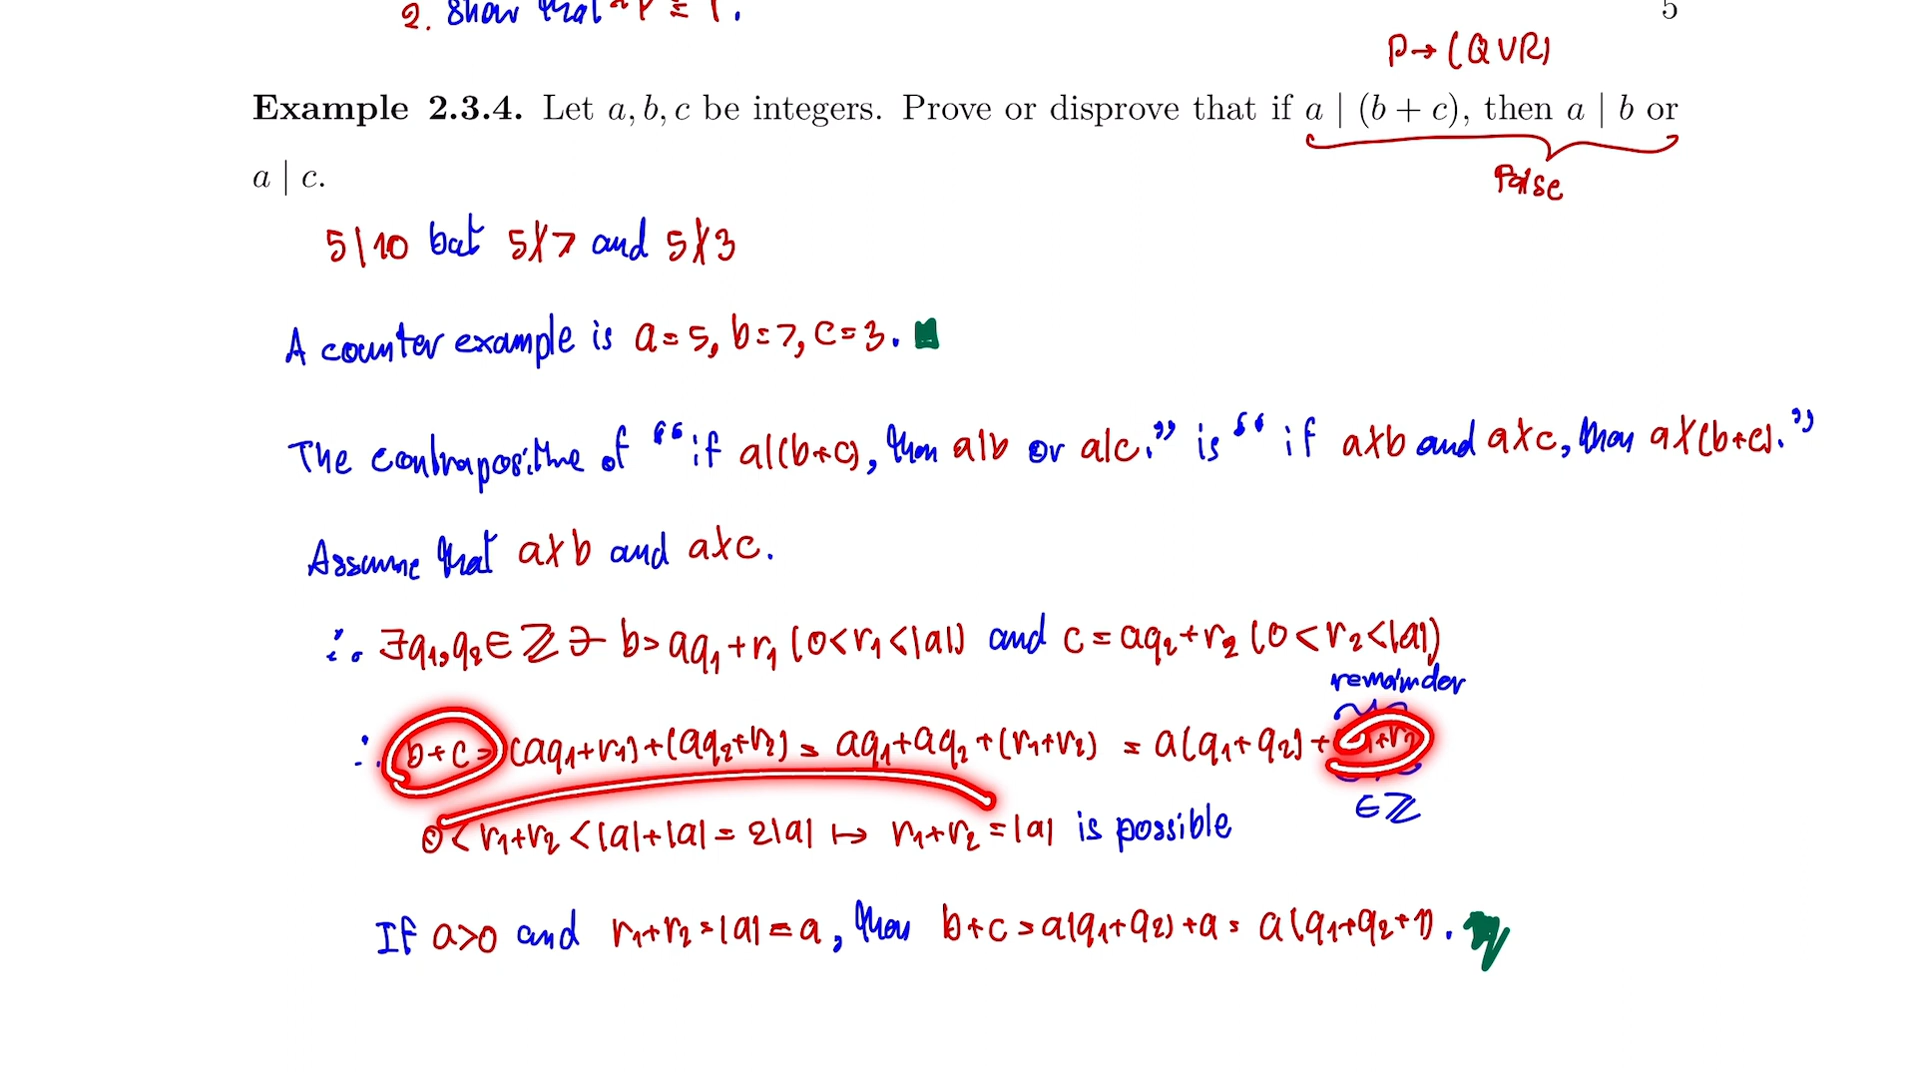 2. Show that
5
P → (Q ∨ R)
Example 2.3.4. Let a, b, c be integers. Prove or disprove that if a | (b + c), then a | b or
a | c.
False
5|10 but 5∤7 and 5∤3
A counter example is a=5, b=7, c=3. ■
The contrapositive of “if a|(b+c), then a|b or a|c.” is “if a∤b and a∤c, then a∤(b+c).”
Assume that a∤b and a∤c.
∴ ∃q₁,q₂∈ℤ ∋ b=aq₁+r₁ (0<r₁<|a|) and c=aq₂+r₂ (0<r₂<|a|)
remainder
∴ b+c = (aq₁+r₁)+(aq₂+r₂) = aq₁+aq₂+(r₁+r₂) = a(q₁+q₂)+(r₁+r₂)
∈ℤ
0<r₁+r₂<|a|+|a|=2|a| ↦ r₁+r₂=|a| is possible
If a>0 and r₁+r₂=|a|=a, then b+c=a(q₁+q₂)+a=a(q₁+q₂+1).